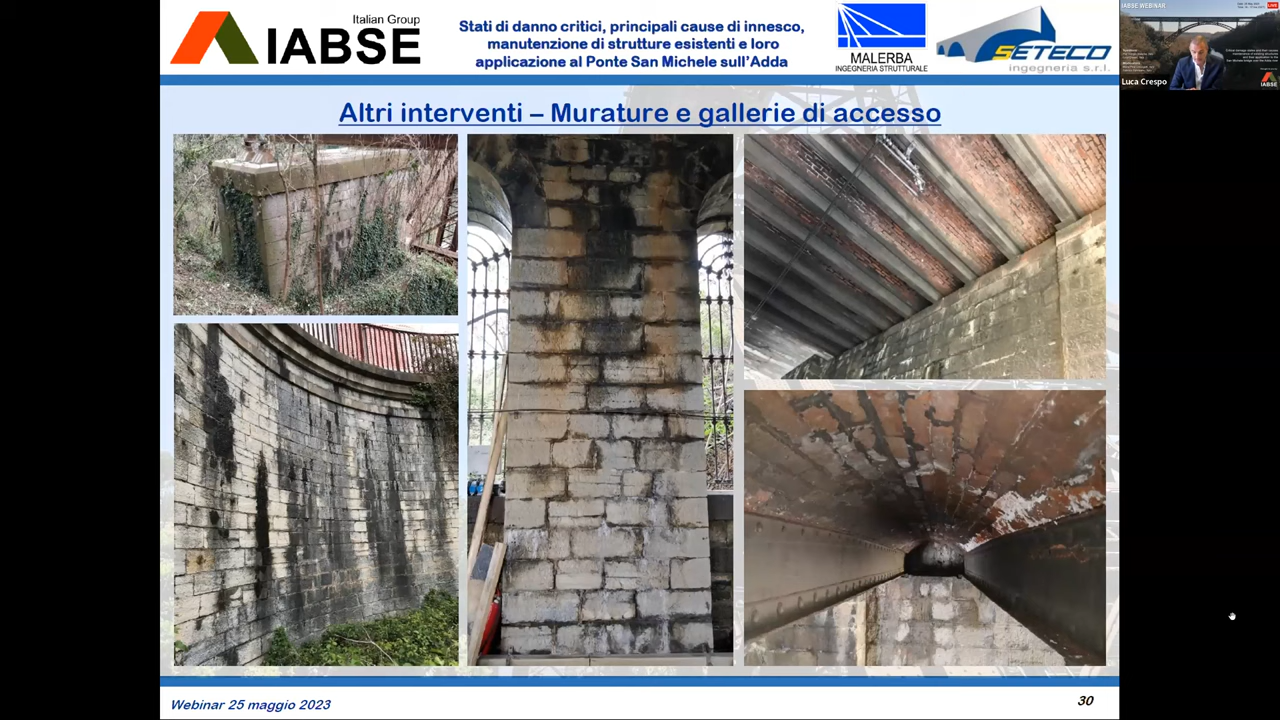 Italian Group
IABSE
Stati di danno critici, principali cause di innesco,
manutenzione di strutture esistenti e loro
applicazione al Ponte San Michele sull'Adda
MALERBA
INGEGNERIA STRUTTURALE
SETECO
ingegneria s.r.l.
IABSE WEBINAR
LIVE
Luca Crespo
IABSE
Altri interventi – Murature e gallerie di accesso
Webinar 25 maggio 2023
30